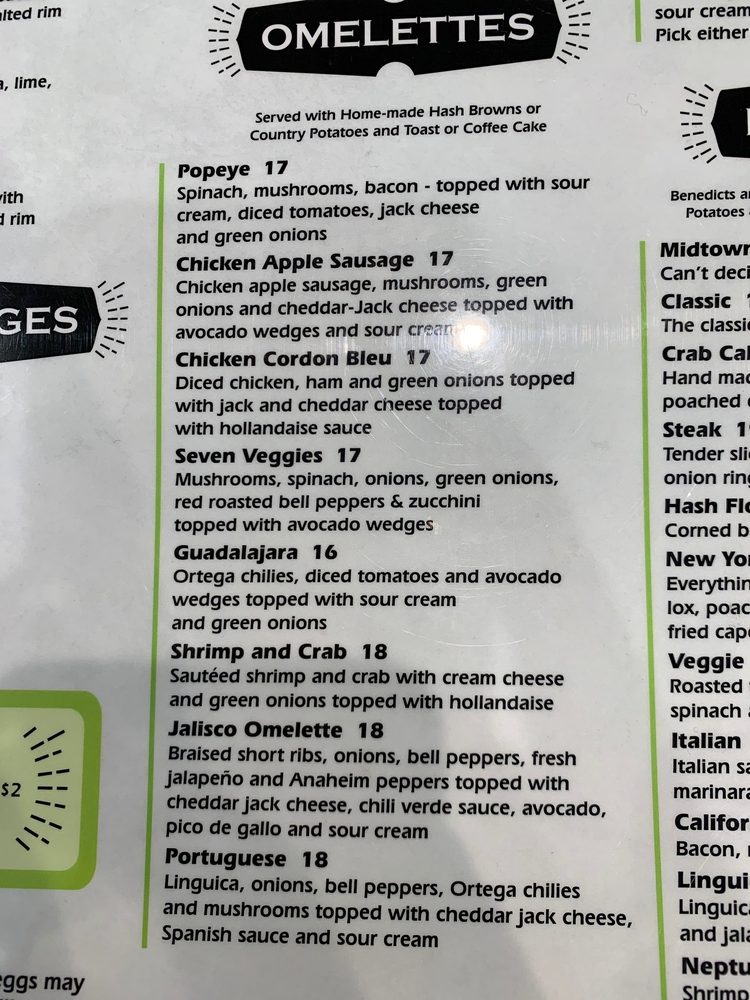 alted rim
a, lime,
with
d rim
GES
$2
eggs may
OMELETTES
Served with Home-made Hash Browns or
Country Potatoes and Toast or Coffee Cake
Popeye 17
Spinach, mushrooms, bacon - topped with sour
cream, diced tomatoes, jack cheese
and green onions
Chicken Apple Sausage 17
Chicken apple sausage, mushrooms, green
onions and cheddar-Jack cheese topped with
avocado wedges and sour cream
Chicken Cordon Bleu 17
Diced chicken, ham and green onions topped
with jack and cheddar cheese topped
with hollandaise sauce
Seven Veggies 17
Mushrooms, spinach, onions, green onions,
red roasted bell peppers & zucchini
topped with avocado wedges
Guadalajara 16
Ortega chilies, diced tomatoes and avocado
wedges topped with sour cream
and green onions
Shrimp and Crab 18
Sautéed shrimp and crab with cream cheese
and green onions topped with hollandaise
Jalisco Omelette 18
Braised short ribs, onions, bell peppers, fresh
jalapeño and Anaheim peppers topped with
cheddar jack cheese, chili verde sauce, avocado,
pico de gallo and sour cream
Portuguese 18
Linguica, onions, bell peppers, Ortega chilies
and mushrooms topped with cheddar jack cheese,
Spanish sauce and sour cream
sour cream
Pick either
Benedicts
Potatoes
Midtown
Can't deci
Classic
The classic
Crab Ca
Hand mad
poached
Steak
Tender sli
onion ring
Hash Flo
Corned b
New Yor
Everythin
lox, poac
fried cape
Veggie
Roasted
spinach
Italian
Italian sa
marinara
Califor
Bacon,
Lingui
Linguica
and jala
Neptu
Shrimp